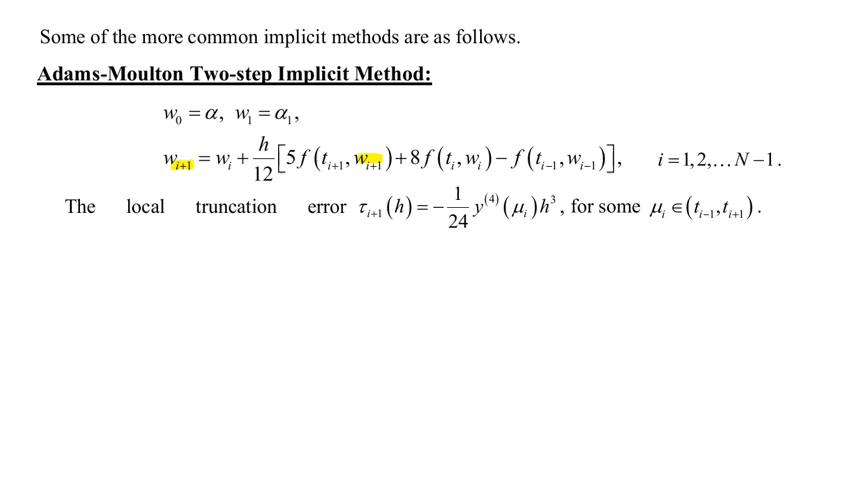 Some of the more common implicit methods are as follows.
Adams-Moulton Two-step Implicit Method:
w₀ = α, w₁ = α₁,
wᵢ₊₁ = wᵢ + h/12 [5f(tᵢ₊₁, wᵢ₊₁) + 8f(tᵢ, wᵢ) − f(tᵢ₋₁, wᵢ₋₁)], i = 1, 2, … N − 1.
The local truncation error τᵢ₊₁(h) = −1/24 y⁽⁴⁾(μᵢ)h³, for some μᵢ ∈ (tᵢ₋₁, tᵢ₊₁).